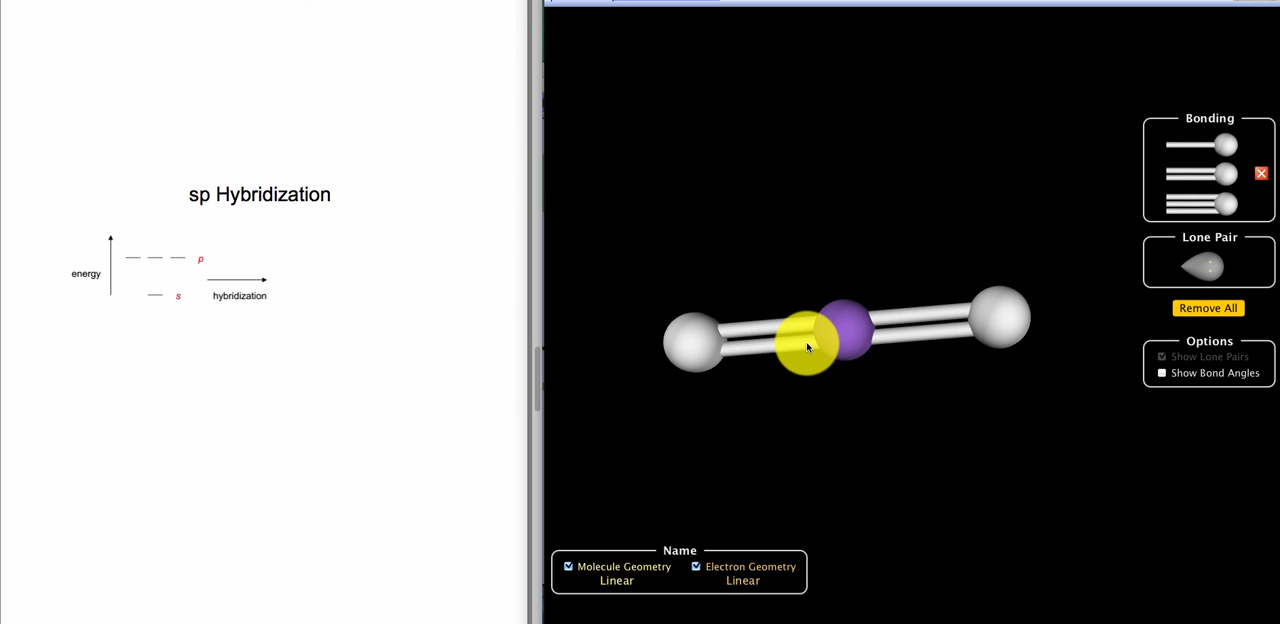 sp Hybridization
p
energy
s
hybridization
Bonding
Lone Pair
Remove All
Options
Show Lone Pairs
Show Bond Angles
Name
Molecule Geometry
Linear
Electron Geometry
Linear